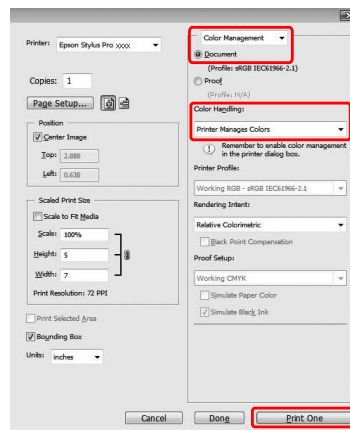 Printer: Epson Stylus Pro xxxx
Copies: 1
Page Setup...
Position
Center Image
Top: 2.888
Left: 0.638
Scaled Print Size
Scale to Fit Media
Scale: 100%
Height: 5
Width: 7
Print Resolution: 72 PPI
Print Selected Area
Bounding Box
Units: inches
Color Management
Document
(Profile: sRGB IEC61966-2.1)
Proof
(Profile: N/A)
Color Handling:
Printer Manages Colors
Remember to enable color management
in the printer dialog box.
Printer Profile:
Working RGB - sRGB IEC61966-2.1
Rendering Intent:
Relative Colorimetric
Black Point Compensation
Proof Setup:
Working CMYK
Simulate Paper Color
Simulate Black Ink
Cancel
Done
Print One